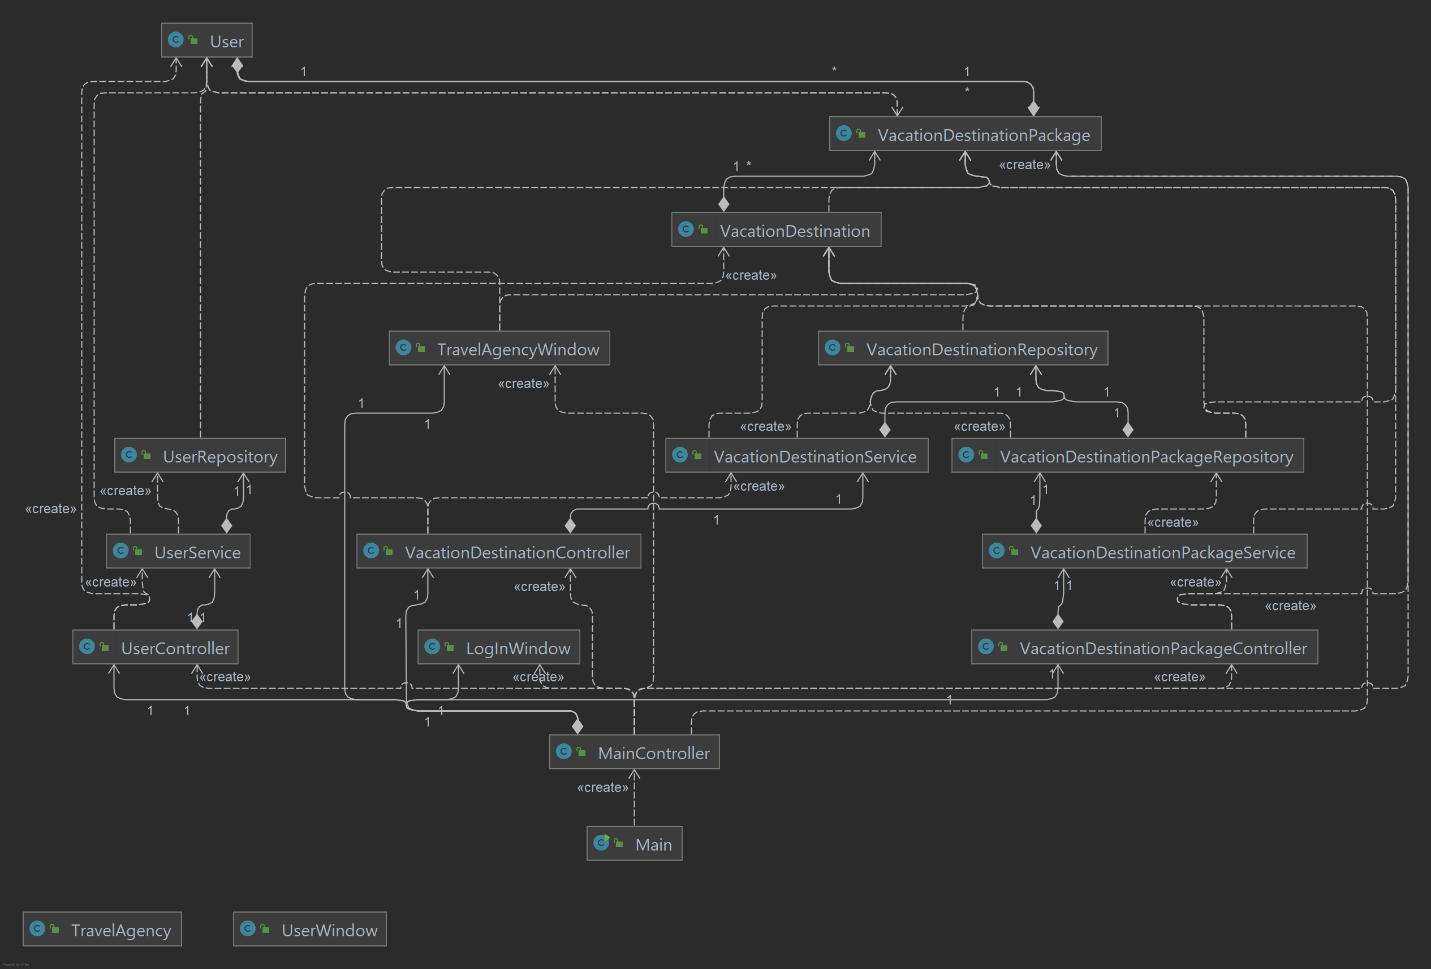 User
1
*
1
*
VacationDestinationPackage
«create»
1
*
VacationDestination
«create»
TravelAgencyWindow
VacationDestinationRepository
«create»
1
1
1
1
1
1
«create»
«create»
UserRepository
VacationDestinationService
VacationDestinationPackageRepository
«create»
1
1
«create»
1
1
1
«create»
1
«create»
UserService
VacationDestinationController
VacationDestinationPackageService
«create»
«create»
1
1
1
«create»
«create»
1
1
1
UserController
LogInWindow
VacationDestinationPackageController
«create»
«create»
1
«create»
1
1
1
1
1
MainController
«create»
Main
TravelAgency
UserWindow